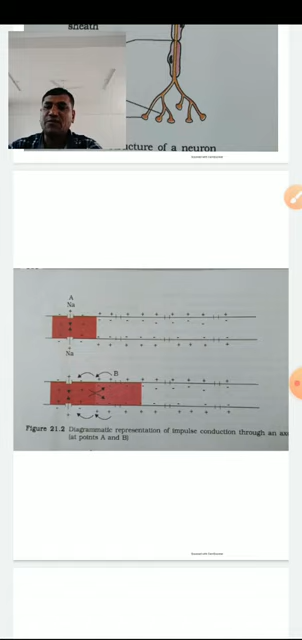 sheath
ucture of a neuron
A
Na
Na
B
Figure 21.2 Diagrammatic representation of impulse conduction through an axo
(at points A and B)